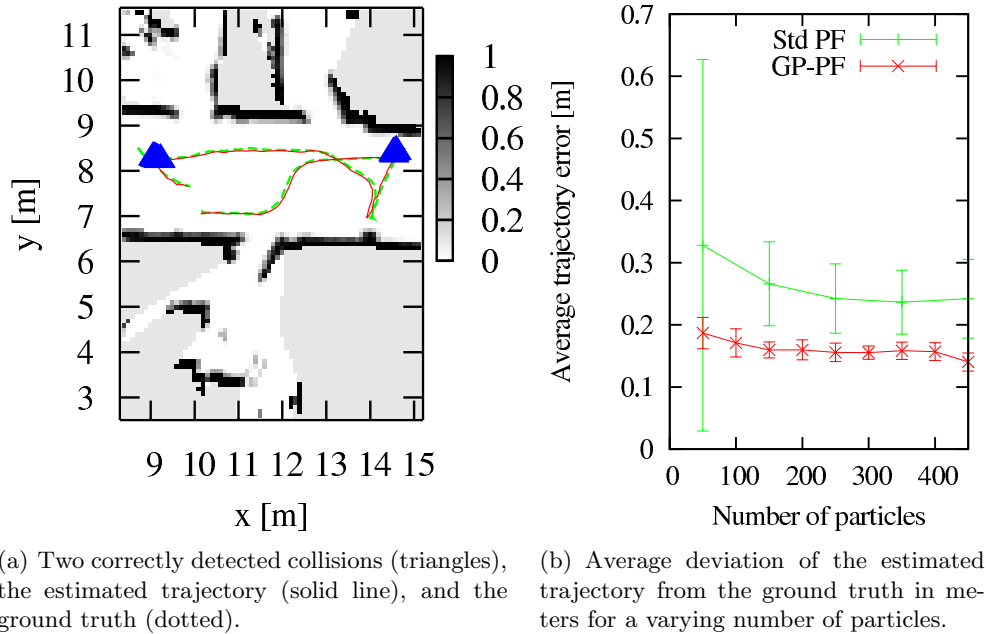 11
10
9
8
7
6
5
4
3
y [m]
9 10 11 12 13 14 15
x [m]
1
0.8
0.6
0.4
0.2
0
0.7
0.6
0.5
0.4
0.3
0.2
0.1
0
Average trajectory error [m]
Std PF
GP-PF
0 100 200 300 400
Number of particles
(a) Two correctly detected collisions (triangles),
the estimated trajectory (solid line), and the
ground truth (dotted).
(b) Average deviation of the estimated
trajectory from the ground truth in me-
ters for a varying number of particles.